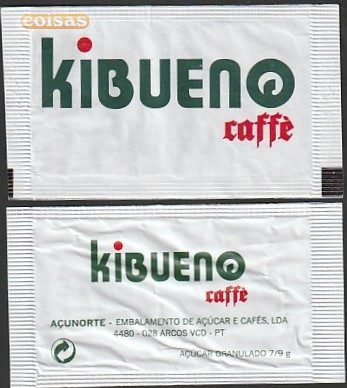 coisas
kiBUENO
caffè
kiBUENO
caffè
AÇUNORTE - EMBALAMENTO DE AÇÚCAR E CAFÉS, LDA
4480 - 028 ARCOS VCD - PT
AÇÚCAR GRANULADO 7/9 g